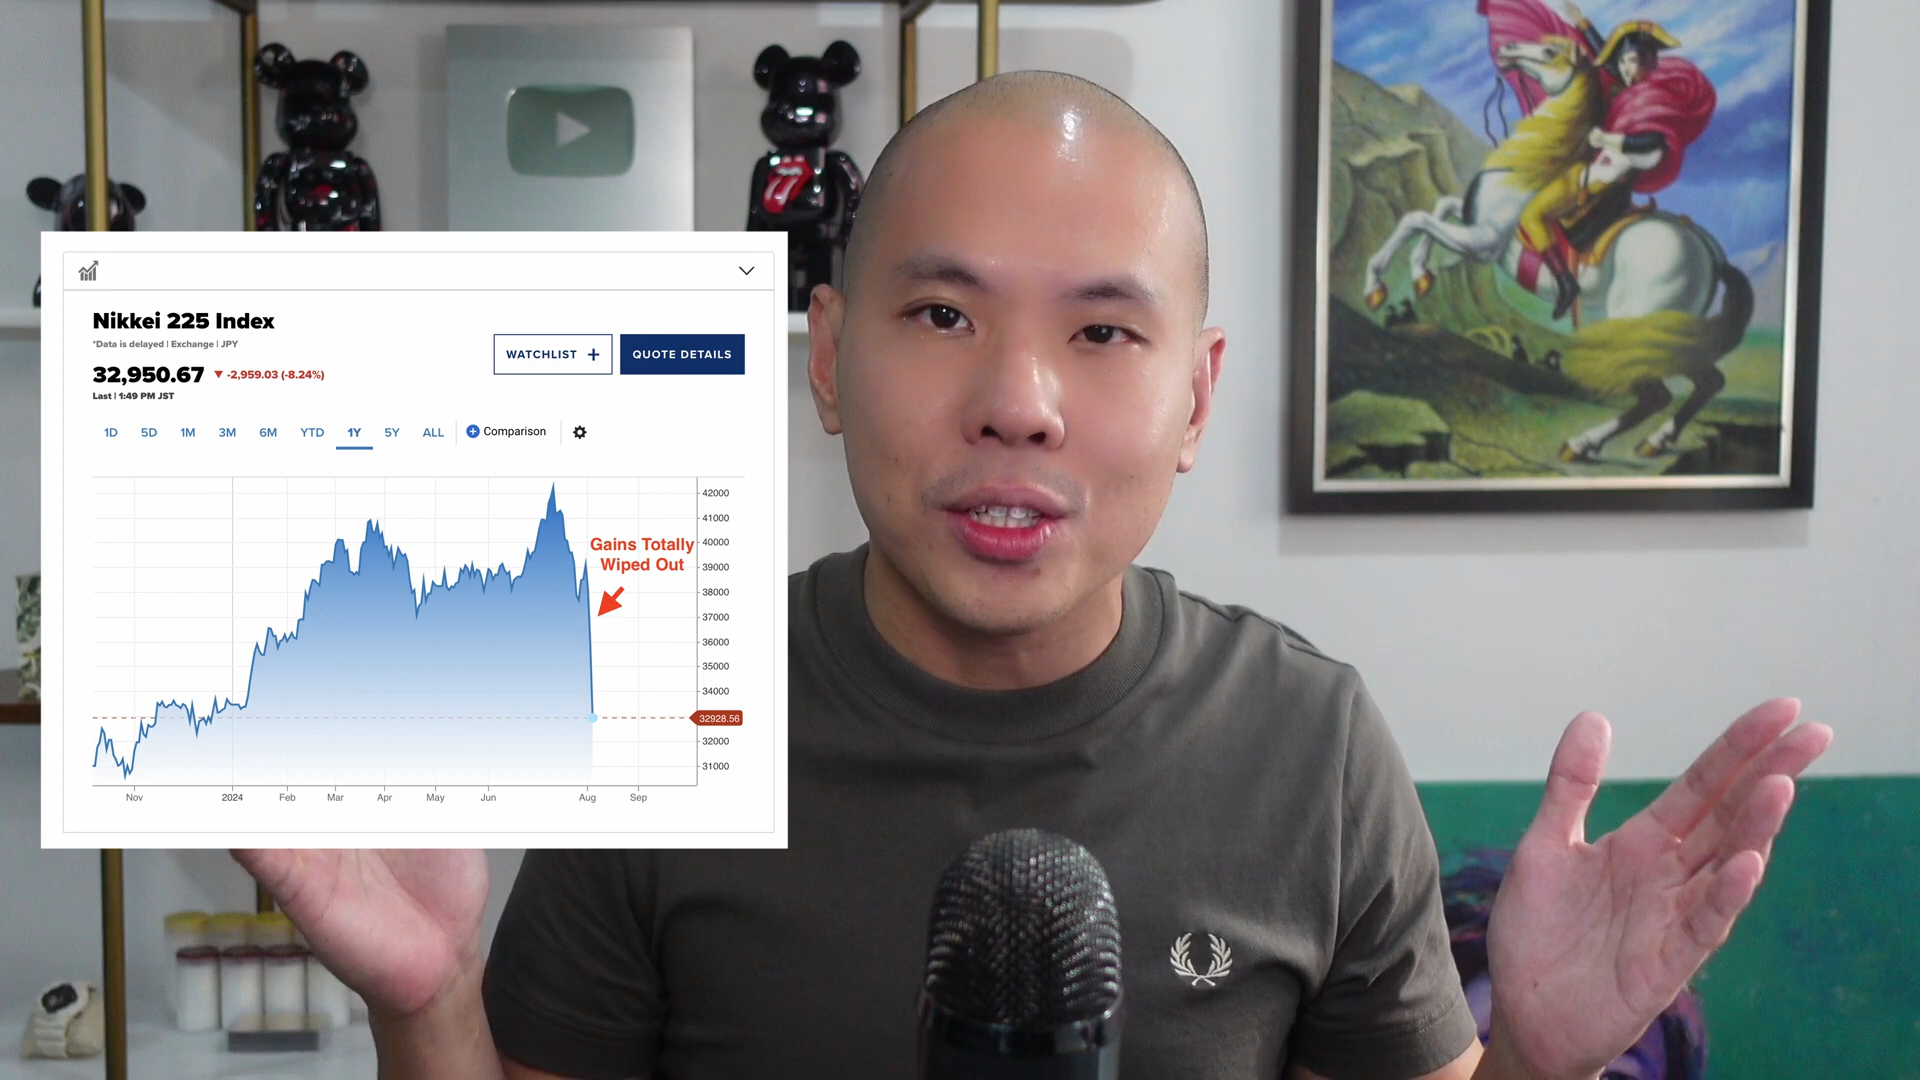 Nikkei 225 Index
*Data is delayed | Exchange | JPY
32,950.67 ▼ -2,959.03 (-8.24%)
Last | 1:49 PM JST
WATCHLIST +
QUOTE DETAILS
1D 5D 1M 3M 6M YTD 1Y 5Y ALL + Comparison
42000
41000
40000
39000
38000
37000
36000
35000
34000
32928.56
32000
31000
Gains Totally
Wiped Out
Nov 2024 Feb Mar Apr May Jun Aug Sep